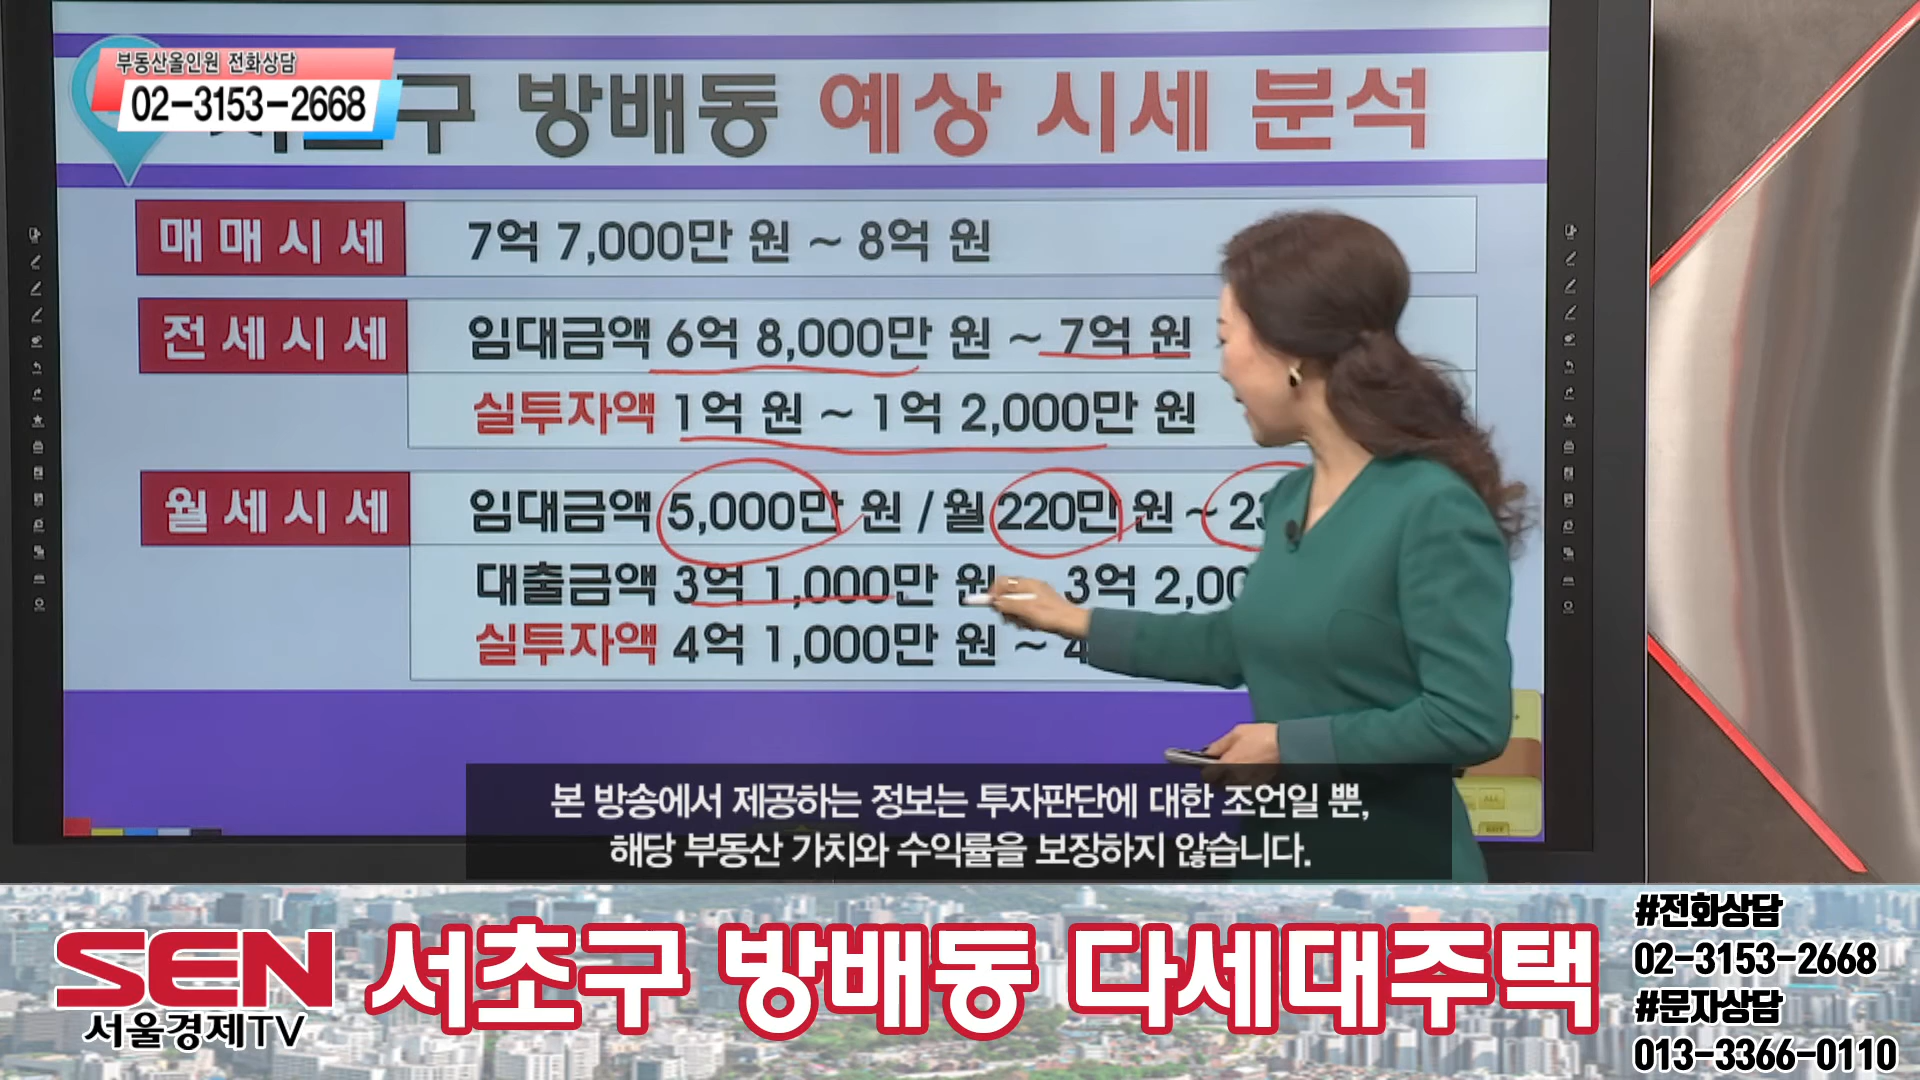 부동산올인원 전화상담
02-3153-2668
방배동 예상 시세 분석
매매시세 7억 7,000만 원 ~ 8억 원
전세시세 임대금액 6억 8,000만 원 ~ 7억 원
실투자액 1억 원 ~ 1억 2,000만 원
월세시세 임대금액 5,000만 원 / 월 220만 원 ~
대출금액 3억 1,000만 원 3억
실투자액 4억 1,000만 원 ~
본 방송에서 제공하는 정보는 투자판단에 대한 조언일 뿐,
해당 부동산 가치와 수익률을 보장하지 않습니다.
SEN
서울경제TV
서초구 방배동 다세대주택
#전화상담
02-3153-2668
#문자상담
013-3366-0110